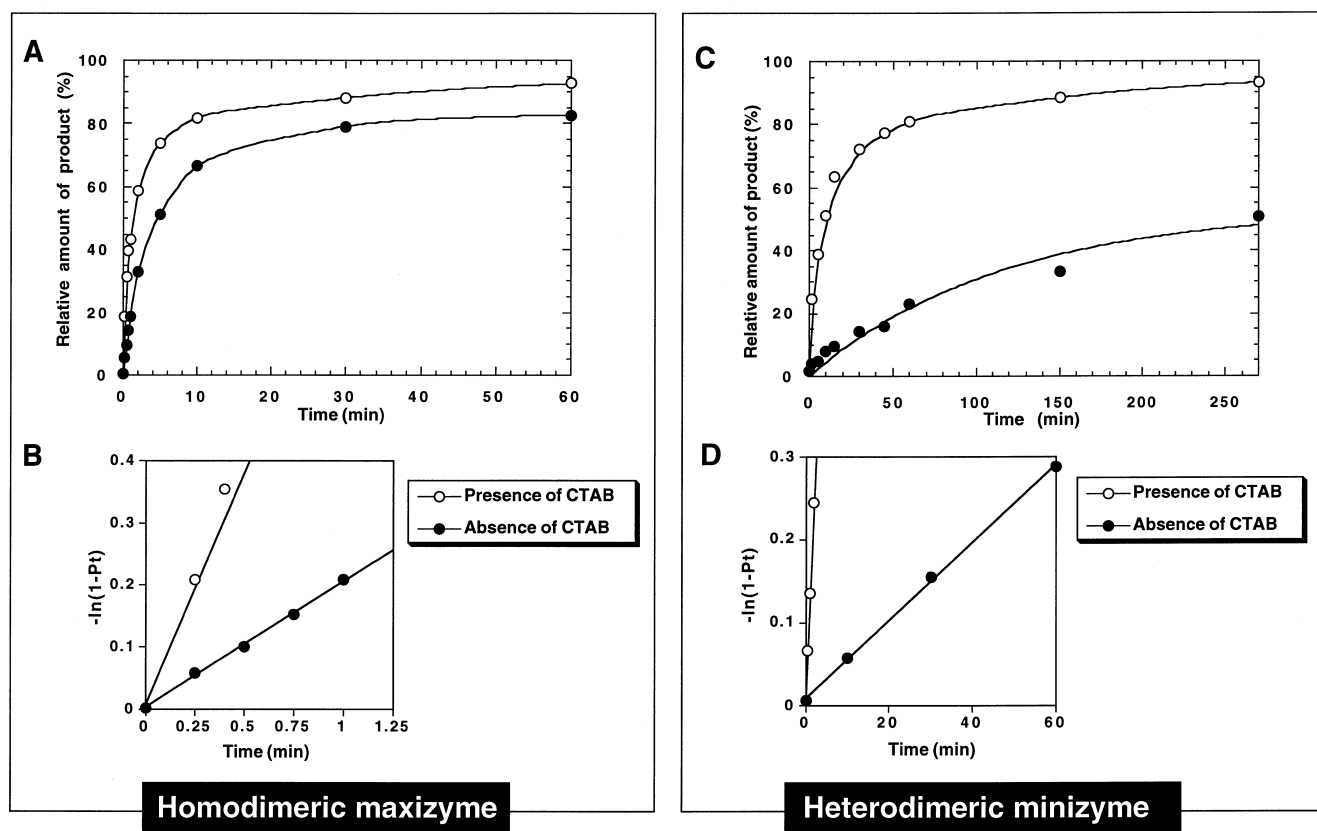 A
Relative amount of product (%)
100
80
60
40
20
0
0 10 20 30 40 50 60
Time (min)
B
-ln(1-Pt)
0.4
0.3
0.2
0.1
0
0 0.25 0.5 0.75 1 1.25
Time (min)
Presence of CTAB
Absence of CTAB
Homodimeric maxizyme
C
Relative amount of product (%)
100
80
60
40
20
0
0 50 100 150 200 250
Time (min)
D
-ln(1-Pt)
0.3
0.2
0.1
0
0 20 40 60
Time (min)
Presence of CTAB
Absence of CTAB
Heterodimeric minizyme